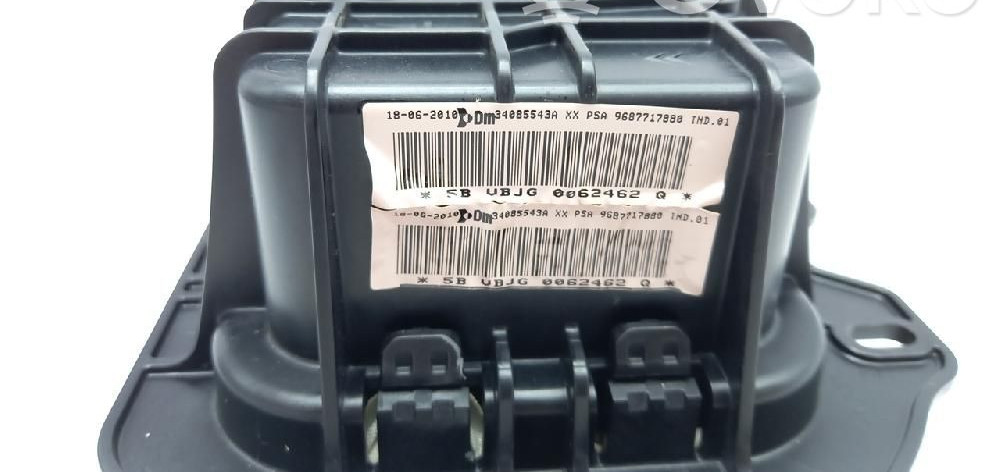 18-06-2010 Dm 34085543A XX PSA 9687717880 IND.01
* 5B VBJG 0062462 Q *
18-06-2010 Dm 34085543A XX PSA 9687717880 IND.01
* 5B VBJG 0062462 Q *